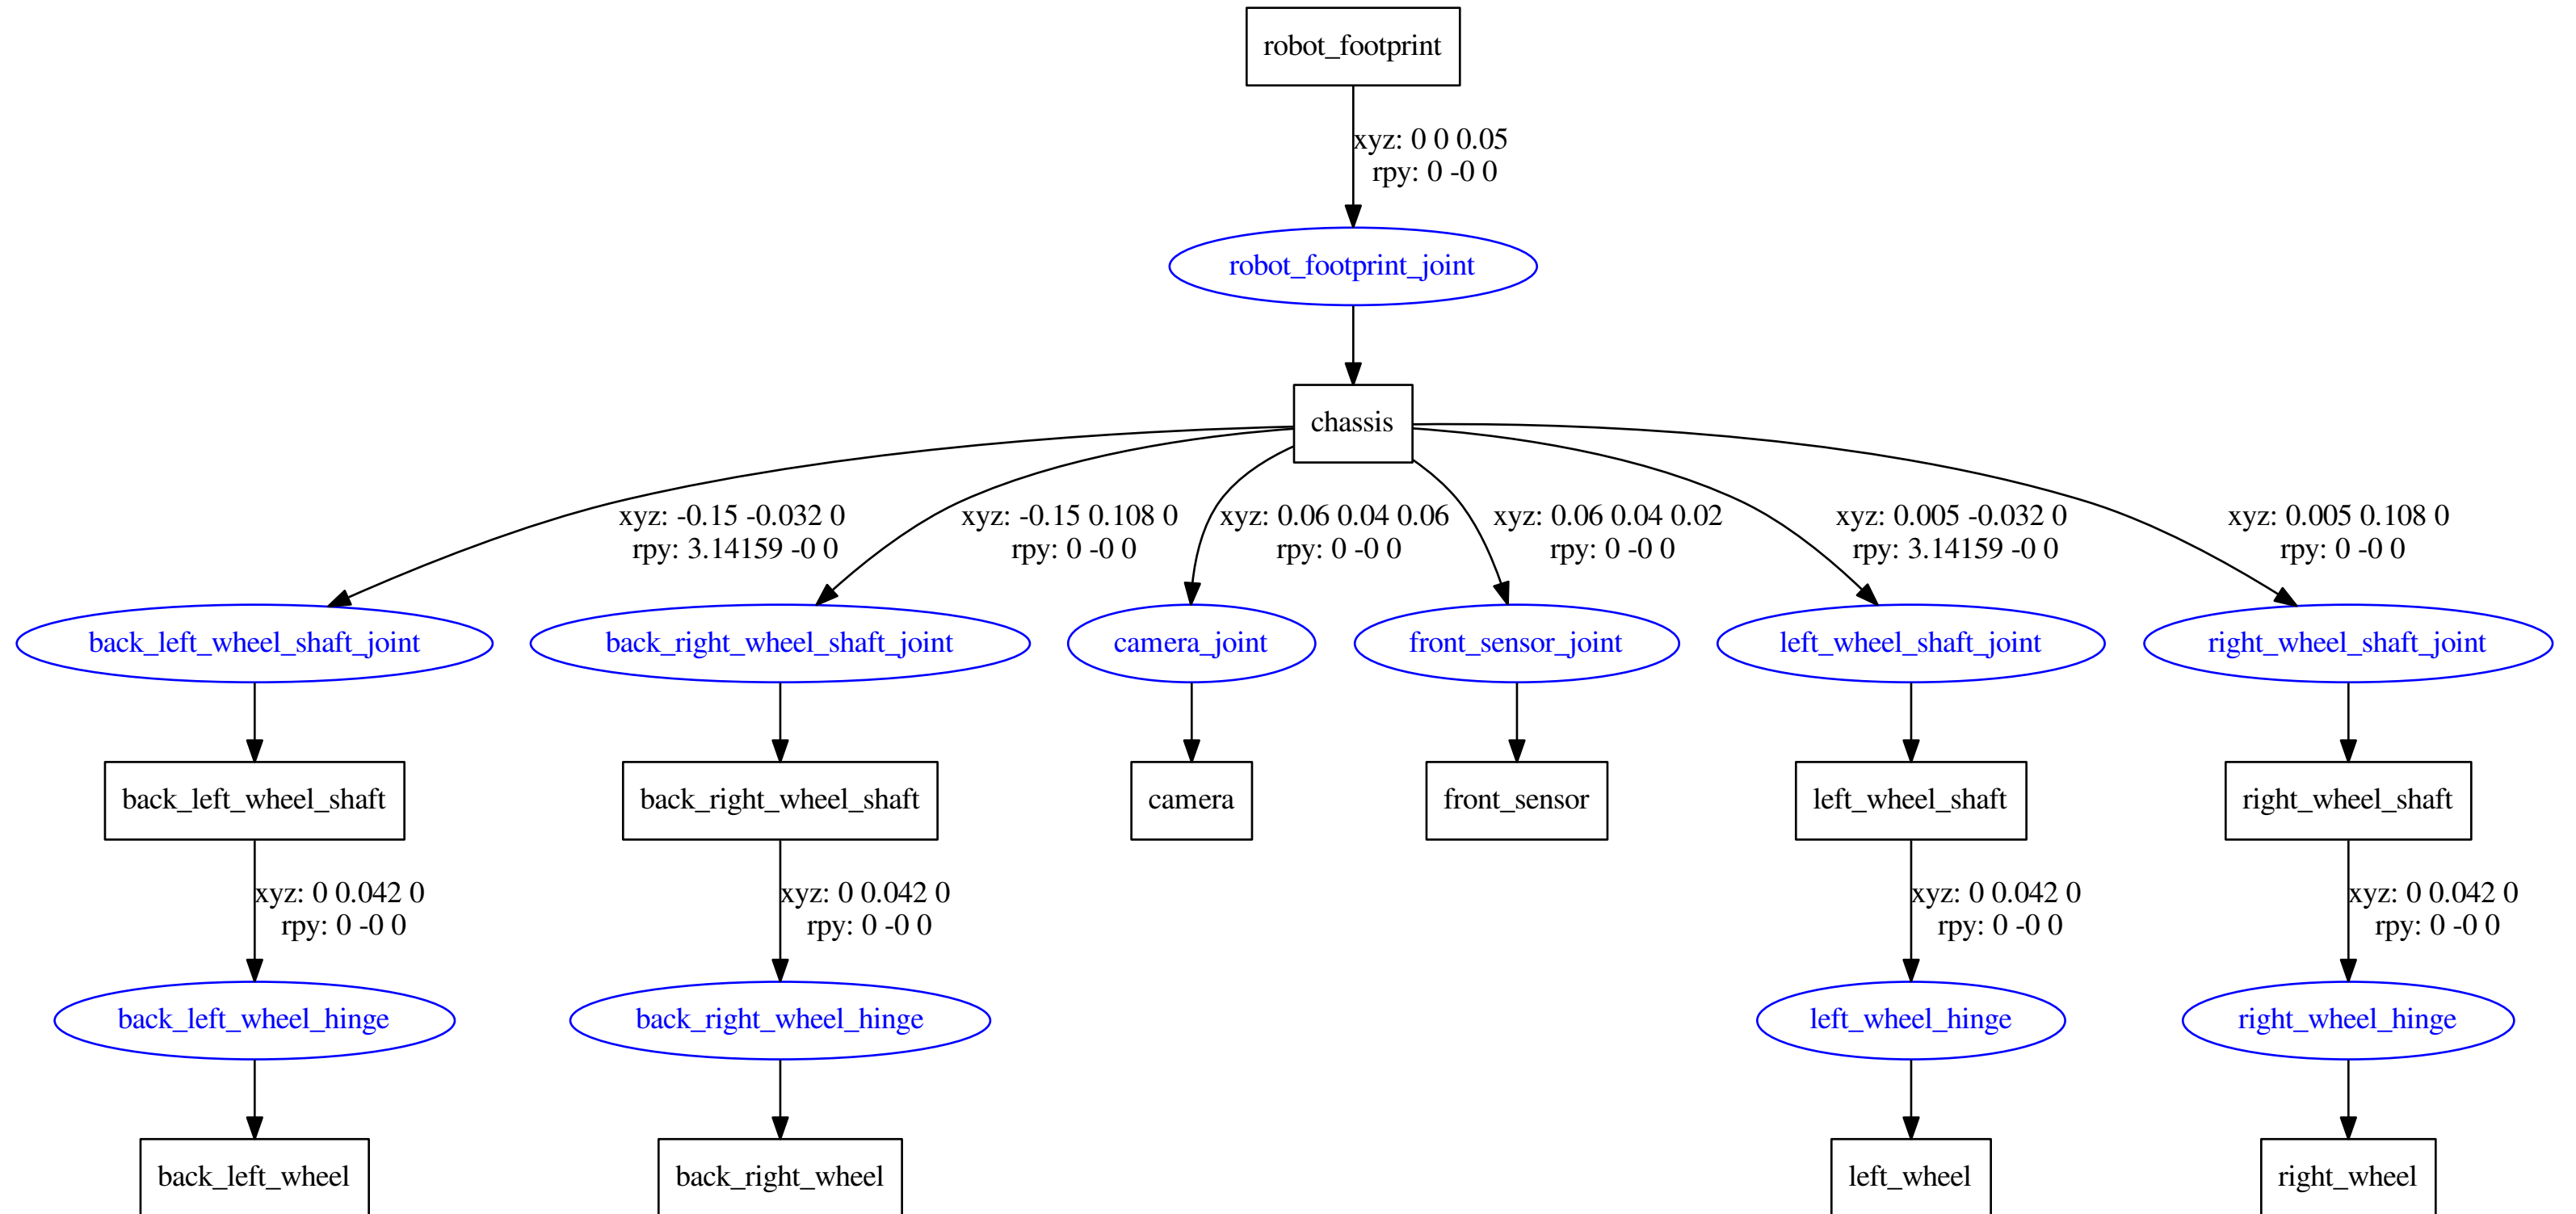 robot_footprint
xyz: 0 0 0.05
rpy: 0 -0 0
robot_footprint_joint
chassis
xyz: -0.15 -0.032 0
rpy: 3.14159 -0 0
xyz: -0.15 0.108 0
rpy: 0 -0 0
xyz: 0.06 0.04 0.06
rpy: 0 -0 0
xyz: 0.06 0.04 0.02
rpy: 0 -0 0
xyz: 0.005 -0.032 0
rpy: 3.14159 -0 0
xyz: 0.005 0.108 0
rpy: 0 -0 0
back_left_wheel_shaft_joint
back_right_wheel_shaft_joint
camera_joint
front_sensor_joint
left_wheel_shaft_joint
right_wheel_shaft_joint
back_left_wheel_shaft
back_right_wheel_shaft
camera
front_sensor
left_wheel_shaft
right_wheel_shaft
xyz: 0 0.042 0
rpy: 0 -0 0
xyz: 0 0.042 0
rpy: 0 -0 0
xyz: 0 0.042 0
rpy: 0 -0 0
xyz: 0 0.042 0
rpy: 0 -0 0
back_left_wheel_hinge
back_right_wheel_hinge
left_wheel_hinge
right_wheel_hinge
back_left_wheel
back_right_wheel
left_wheel
right_wheel